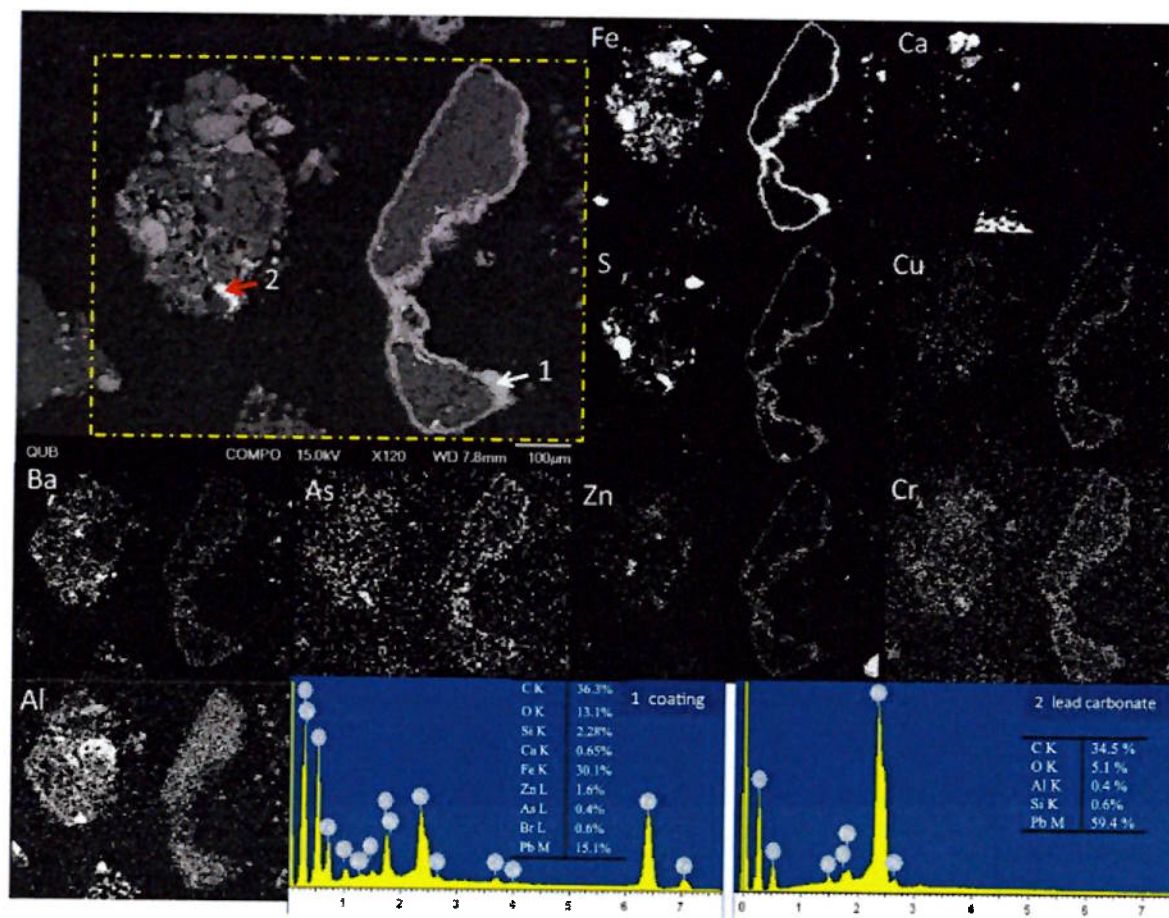 Fe
Ca
2
1
S
Cu
QUB COMPO 15.0kV X120 WD 7.8mm 100µm
Ba
As
Zn
Cr
Al
1 coating
C K 36.3%
O K 13.1%
Si K 2.28%
Ca K 0.65%
Fe K 30.1%
Zn L 1.6%
As L 0.4%
Br L 0.6%
Pb M 15.1%
1 2 3 4 5 6 7
2 lead carbonate
C K 34.5 %
O K 5.1 %
Al K 0.4 %
Si K 0.6%
Pb M 59.4 %
0 1 2 3 4 5 6 7